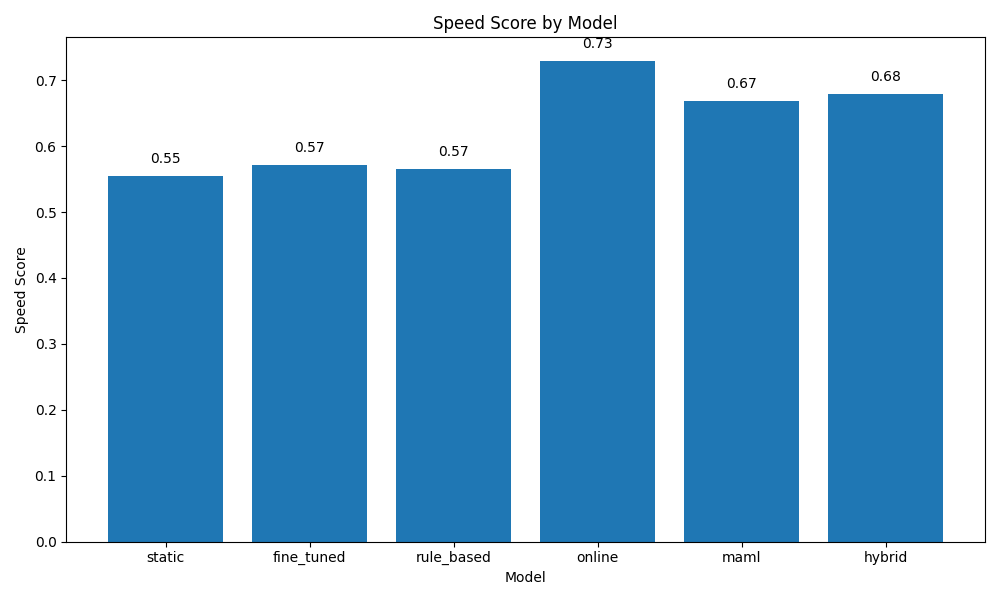 Speed Score by Model
Speed Score
0.7
0.6
0.5
0.4
0.3
0.2
0.1
0.0
0.55
0.57
0.57
0.73
0.67
0.68
static
fine_tuned
rule_based
online
maml
hybrid
Model